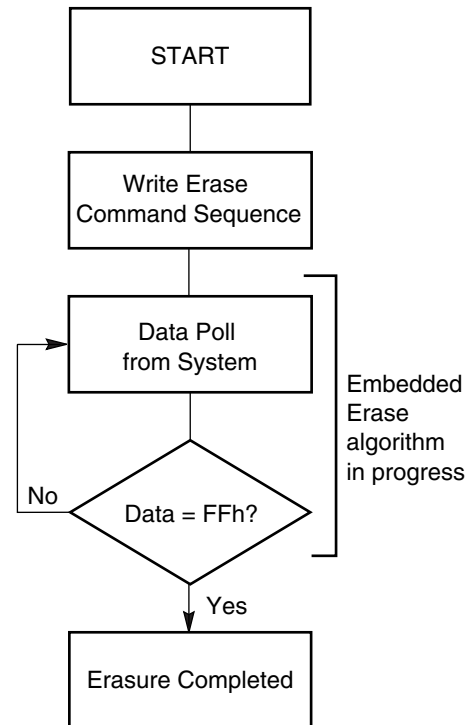 START
Write Erase
Command Sequence
Data Poll
from System
Embedded
Erase
algorithm
in progress
No
Data = FFh?
Yes
Erasure Completed